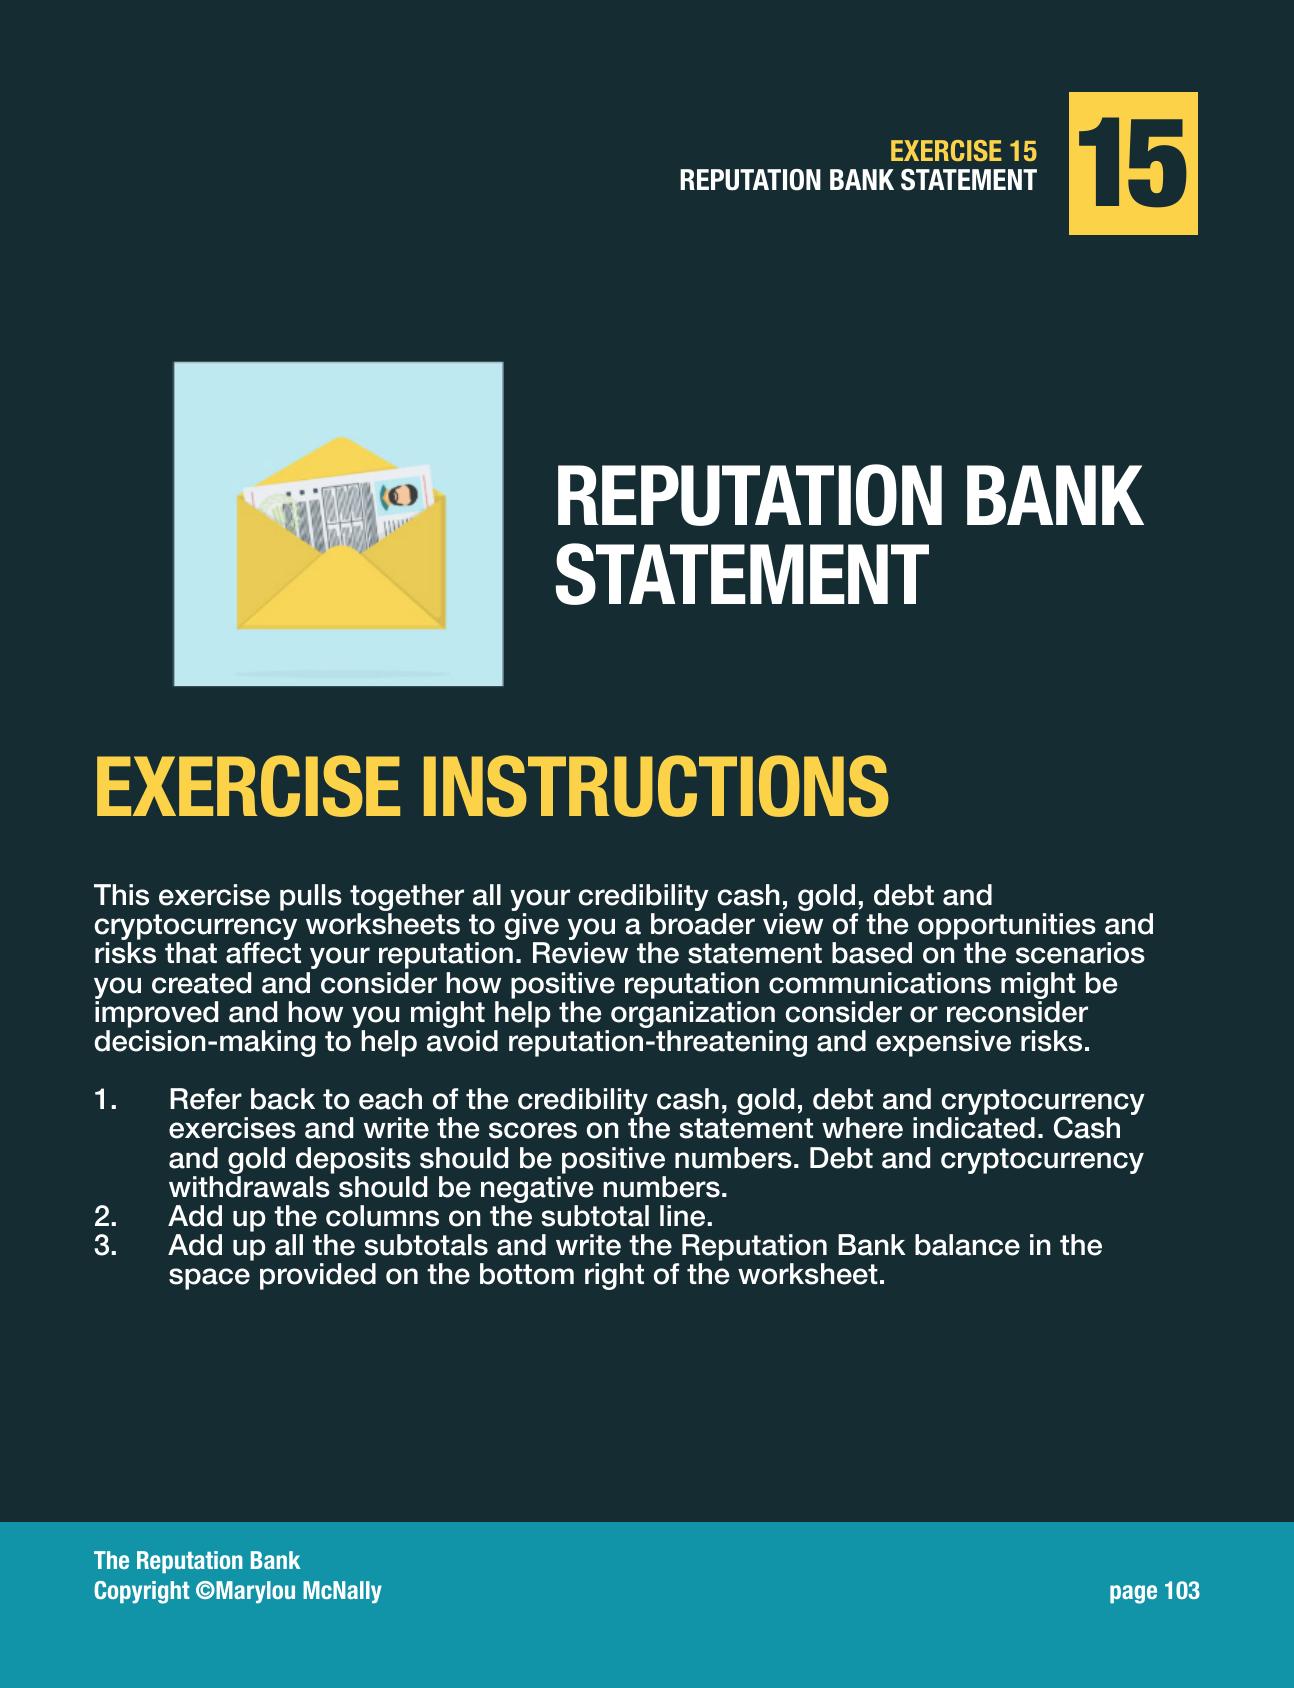 EXERCISE 15
REPUTATION BANK STATEMENT
15
REPUTATION BANK
STATEMENT
EXERCISE INSTRUCTIONS
This exercise pulls together all your credibility cash, gold, debt and
cryptocurrency worksheets to give you a broader view of the opportunities and
risks that affect your reputation. Review the statement based on the scenarios
you created and consider how positive reputation communications might be
improved and how you might help the organization consider or reconsider
decision-making to help avoid reputation-threatening and expensive risks.
1. Refer back to each of the credibility cash, gold, debt and cryptocurrency
exercises and write the scores on the statement where indicated. Cash
and gold deposits should be positive numbers. Debt and cryptocurrency
withdrawals should be negative numbers.
2. Add up the columns on the subtotal line.
3. Add up all the subtotals and write the Reputation Bank balance in the
space provided on the bottom right of the worksheet.
The Reputation Bank
Copyright ©Marylou McNally
page 103